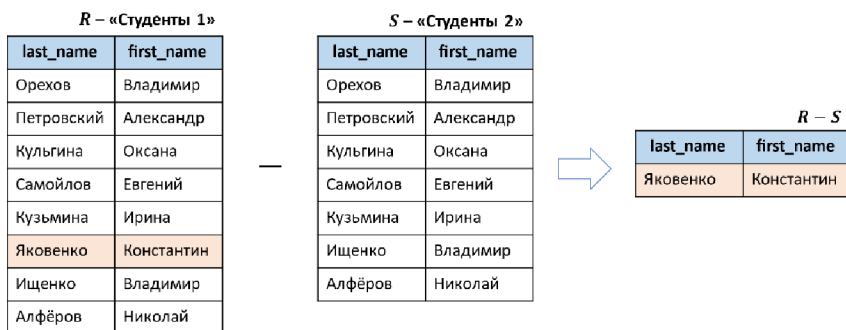 R – «Студенты 1»
last_name first_name
Орехов Владимир
Петровский Александр
Кульгина Оксана
Самойлов Евгений
Кузьмина Ирина
Яковенко Константин
Ищенко Владимир
Алфёров Николай
—
S – «Студенты 2»
last_name first_name
Орехов Владимир
Петровский Александр
Кульгина Оксана
Самойлов Евгений
Кузьмина Ирина
Ищенко Владимир
Алфёров Николай
R – S
last_name first_name
Яковенко Константин